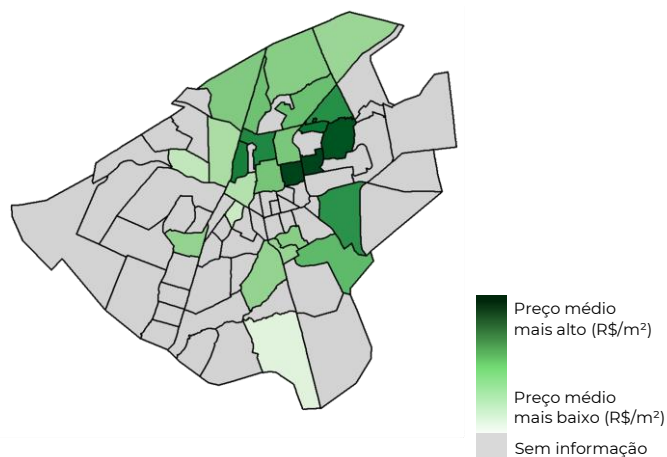 Preço médio
mais alto (R$/m²)
Preço médio
mais baixo (R$/m²)
Sem informação